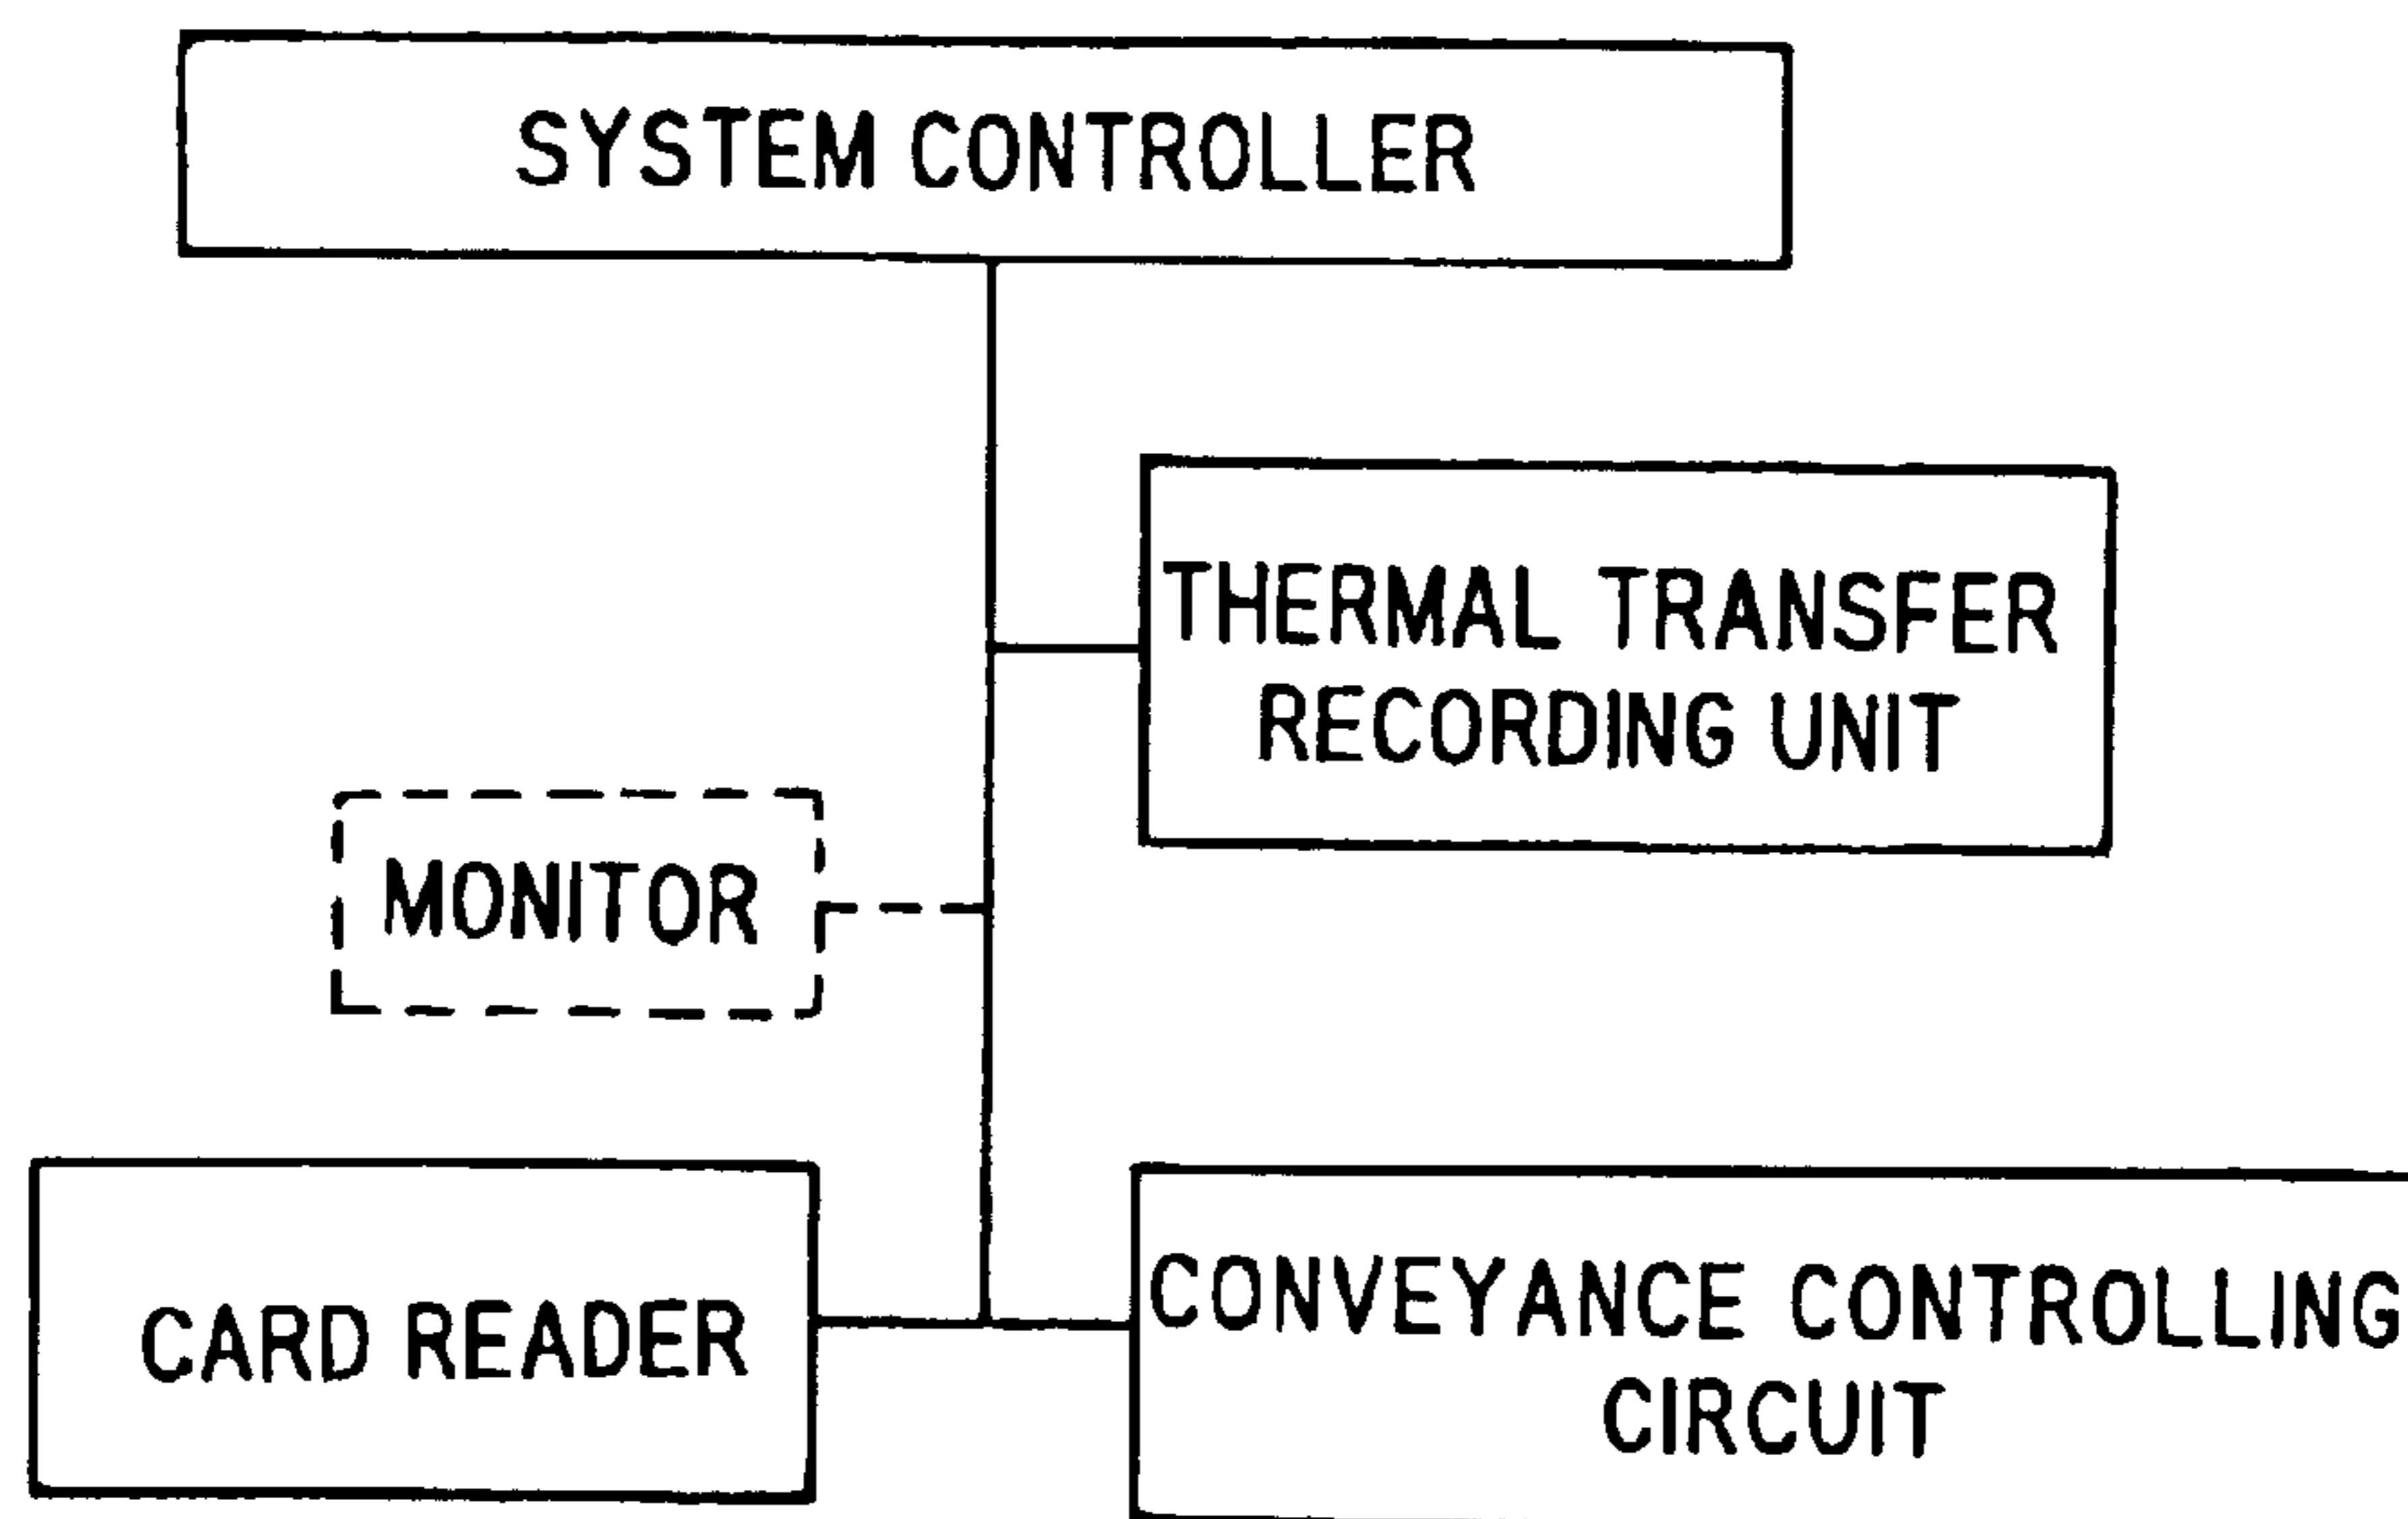 SYSTEM CONTROLLER
THERMAL TRANSFER
RECORDING UNIT
MONITOR
CARD READER
CONVEYANCE CONTROLLING
CIRCUIT